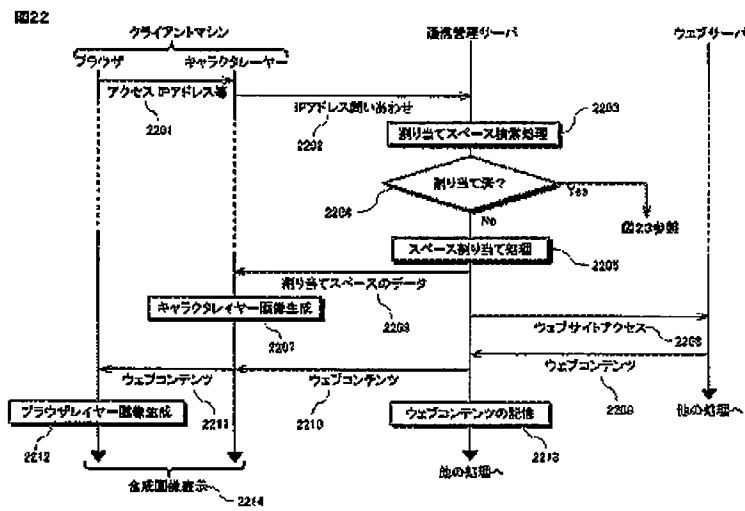 図22
クライアントマシン
ブラウザ
キャラクタレーヤー
連携管理サーバ
ウェブサーバ
アクセスIPアドレス等
2201
IPアドレス問いあわせ
2202
割り当てスペース検索処理
2203
割り当て済?
2204
Yes
No
図23参照
スペース割り当て処理
2205
割り当てスペースのデータ
2206
キャラクタレイヤー画像生成
2207
ウェブサイトアクセス
2208
ウェブコンテンツ
2209
ウェブコンテンツ
2210
ウェブコンテンツ
2211
ブラウザレイヤー画像生成
2212
ウェブコンテンツの記憶
2213
他の処理へ
他の処理へ
合成画像表示
2214